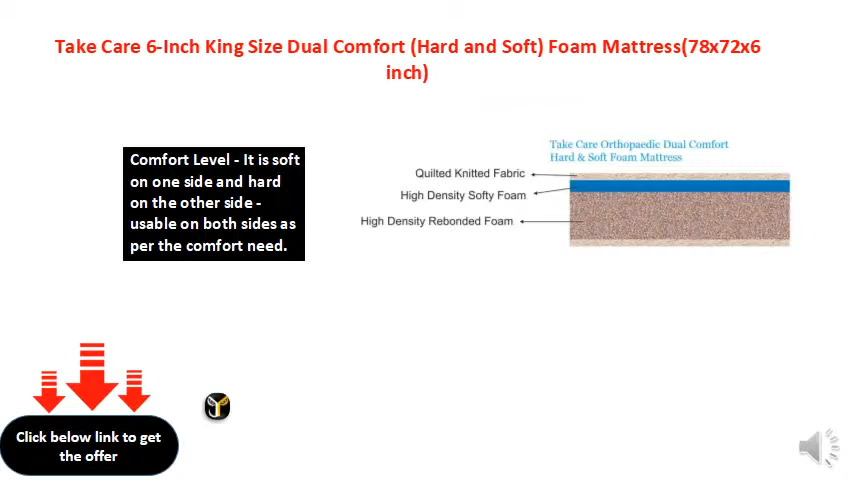 Take Care 6-Inch King Size Dual Comfort (Hard and Soft) Foam Mattress(78x72x6
inch)
Comfort Level - It is soft
on one side and hard
on the other side -
usable on both sides as
per the comfort need.
Take Care Orthopaedic Dual Comfort
Hard & Soft Foam Mattress
Quilted Knitted Fabric
High Density Softy Foam
High Density Rebonded Foam
Click below link to get
the offer